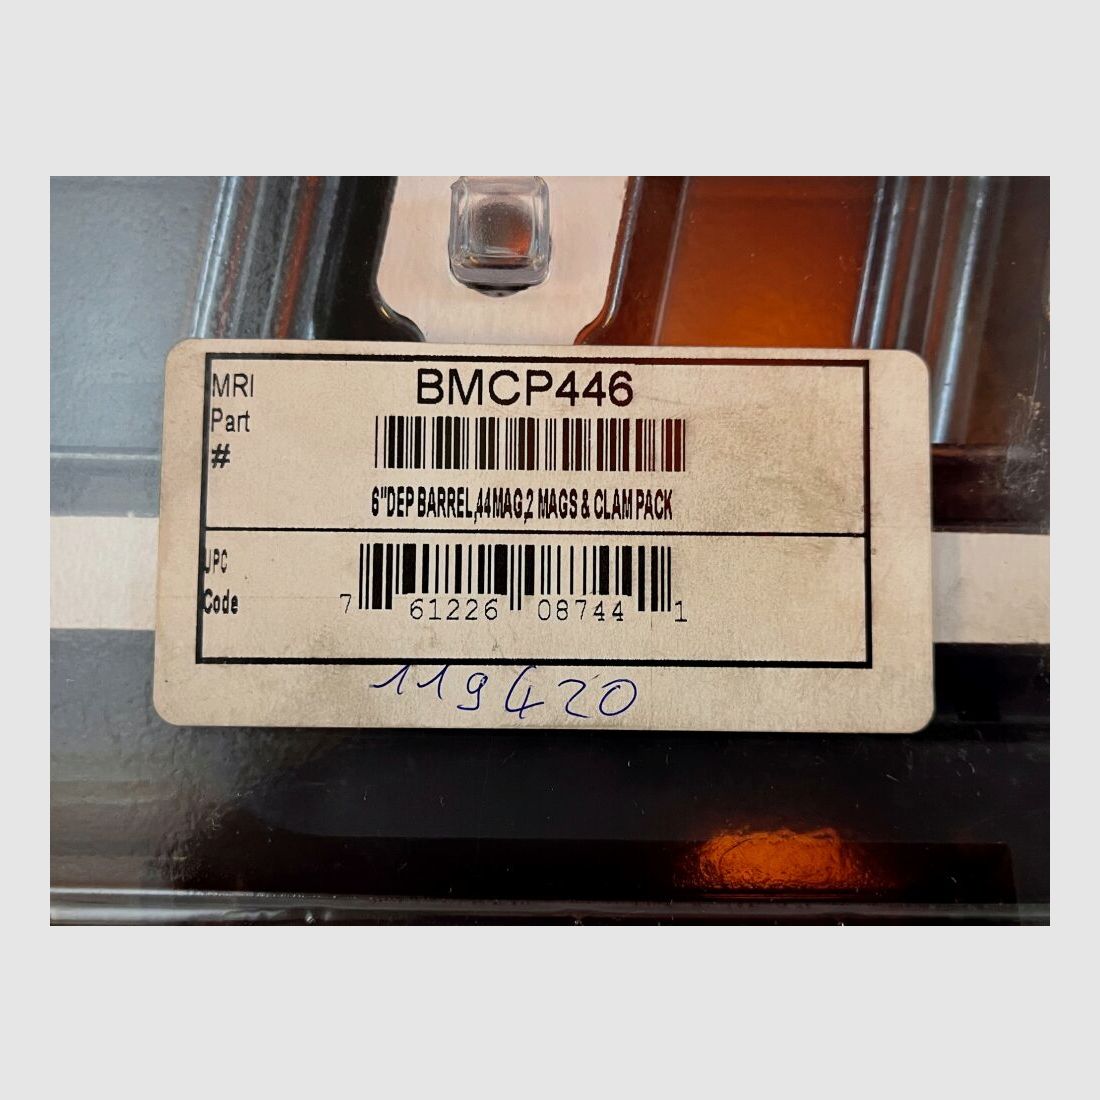 MRI
Part
#
BMCP446
6"DEP BARREL,44MAG,2 MAGS & CLAM PACK
UPC
Code
7 61226 08744 1
119420